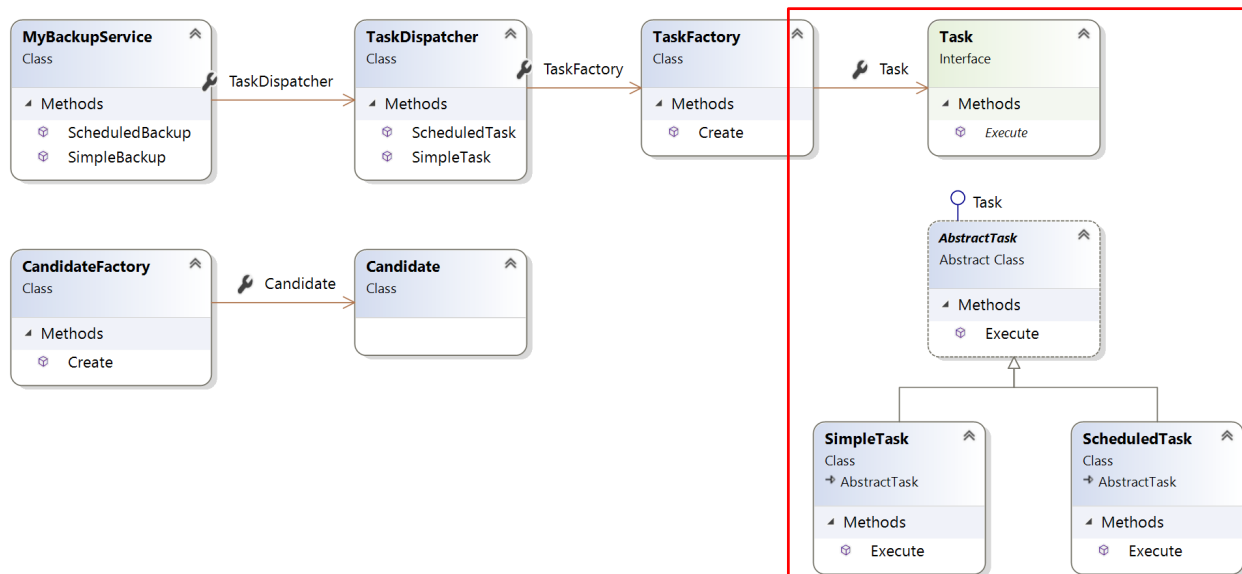 MyBackupService
Class
Methods
ScheduledBackup
SimpleBackup
TaskDispatcher
TaskDispatcher
Class
Methods
ScheduledTask
SimpleTask
TaskFactory
TaskFactory
Class
Methods
Create
Task
Task
Interface
Methods
Execute
CandidateFactory
Class
Methods
Create
Candidate
Candidate
Class
Task
AbstractTask
Abstract Class
Methods
Execute
SimpleTask
Class
AbstractTask
Methods
Execute
ScheduledTask
Class
AbstractTask
Methods
Execute